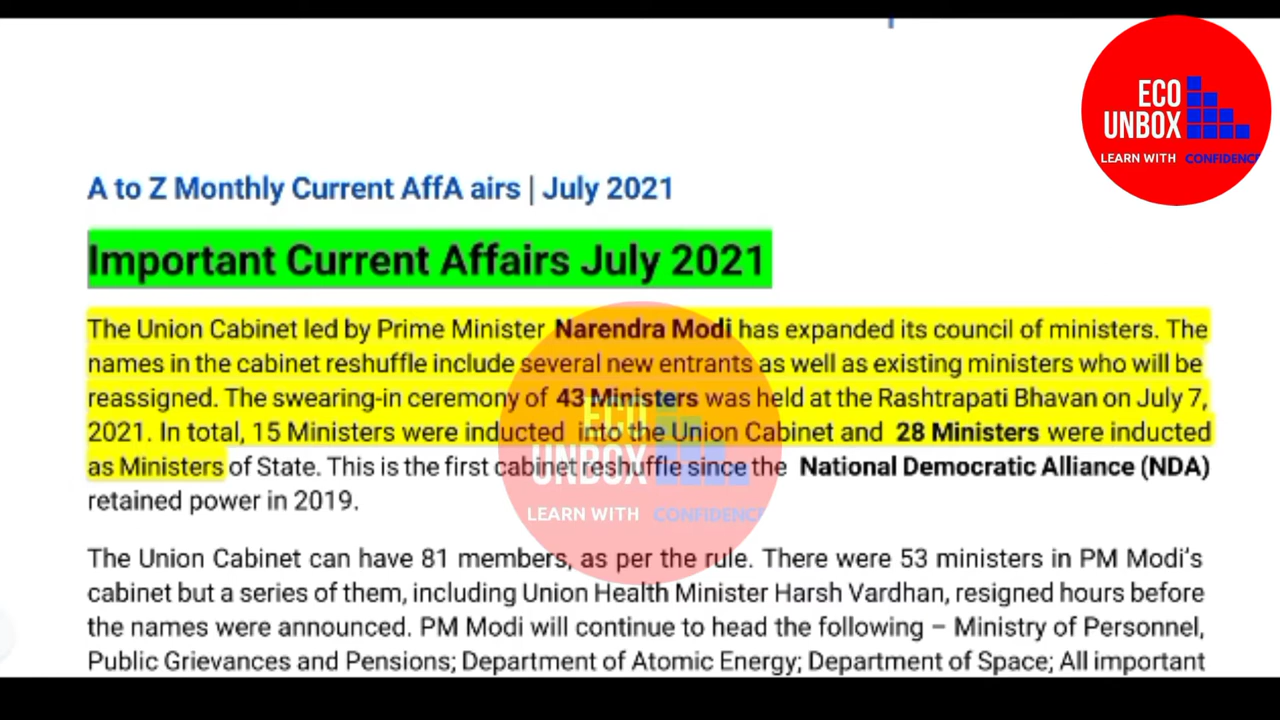 ECO
UNBOX
LEARN WITH CONFIDENCE
A to Z Monthly Current AffA airs | July 2021
Important Current Affairs July 2021
The Union Cabinet led by Prime Minister Narendra Modi has expanded its council of ministers. The
names in the cabinet reshuffle include several new entrants as well as existing ministers who will be
reassigned. The swearing-in ceremony of 43 Ministers was held at the Rashtrapati Bhavan on July 7,
2021. In total, 15 Ministers were inducted into the Union Cabinet and 28 Ministers were inducted
as Ministers of State. This is the first cabinet reshuffle since the National Democratic Alliance (NDA)
retained power in 2019.
ECO
UNBOX
LEARN WITH CONFIDENCE
The Union Cabinet can have 81 members, as per the rule. There were 53 ministers in PM Modi's
cabinet but a series of them, including Union Health Minister Harsh Vardhan, resigned hours before
the names were announced. PM Modi will continue to head the following – Ministry of Personnel,
Public Grievances and Pensions; Department of Atomic Energy; Department of Space; All important